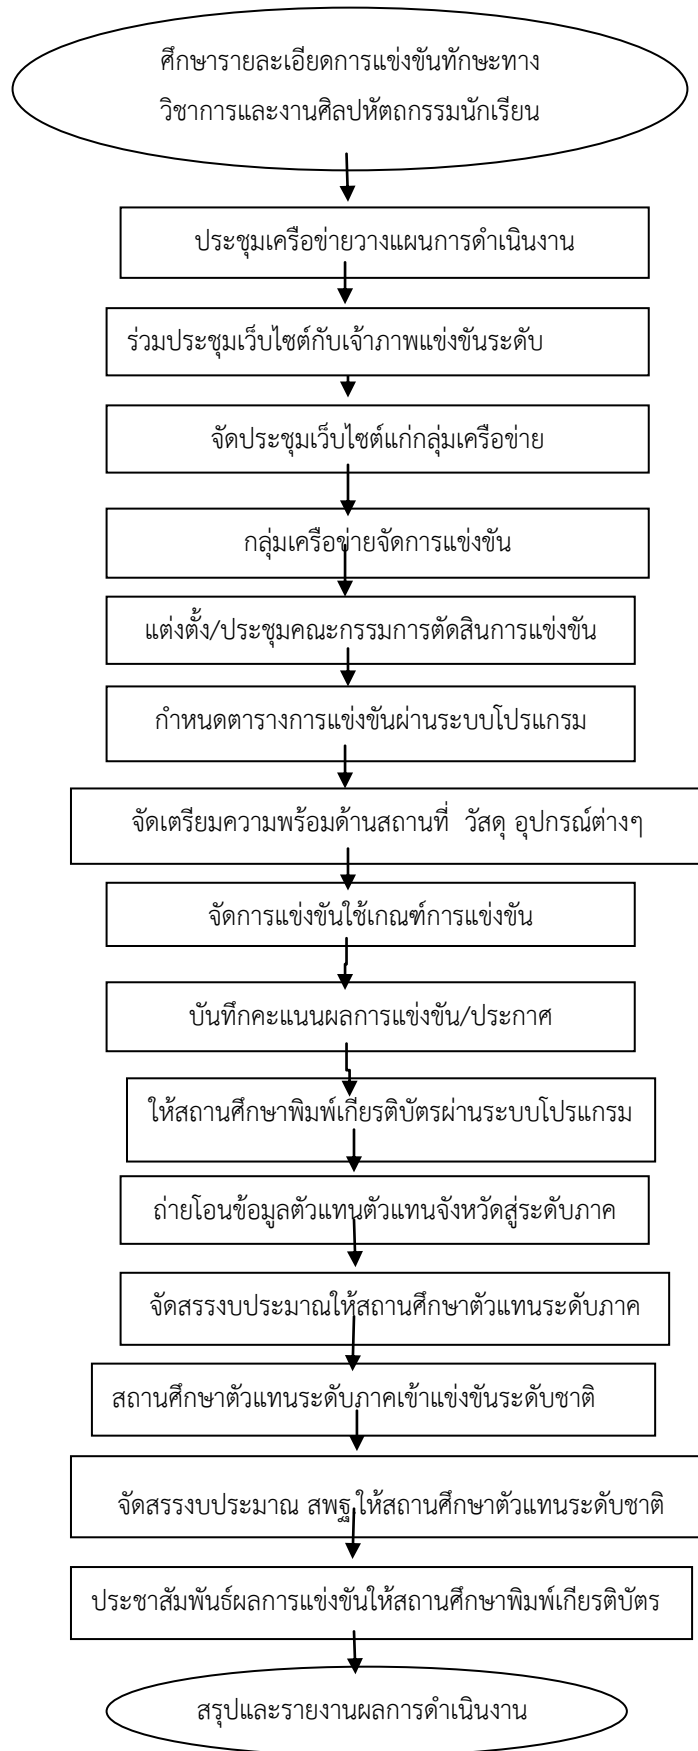 ศึกษารายละเอียดการแข่งขันทักษะทาง
วิชาการและงานศิลปหัตถกรรมนักเรียน
ประชุมเครือข่ายวางแผนการดำเนินงาน
ร่วมประชุมเว็บไซต์กับเจ้าภาพแข่งขันระดับ
จัดประชุมเว็บไซต์แก่กลุ่มเครือข่าย
กลุ่มเครือข่ายจัดการแข่งขัน
แต่งตั้ง/ประชุมคณะกรรมการตัดสินการแข่งขัน
กำหนดตารางการแข่งขันผ่านระบบโปรแกรม
จัดเตรียมความพร้อมด้านสถานที่ วัสดุ อุปกรณ์ต่างๆ
จัดการแข่งขันใช้เกณฑ์การแข่งขัน
บันทึกคะแนนผลการแข่งขัน/ประกาศ
ให้สถานศึกษาพิมพ์เกียรติบัตรผ่านระบบโปรแกรม
ถ่ายโอนข้อมูลตัวแทนตัวแทนจังหวัดสู่ระดับภาค
จัดสรรงบประมาณให้สถานศึกษาตัวแทนระดับภาค
สถานศึกษาตัวแทนระดับภาคเข้าแข่งขันระดับชาติ
จัดสรรงบประมาณ สพฐ.ให้สถานศึกษาตัวแทนระดับชาติ
ประชาสัมพันธ์ผลการแข่งขันให้สถานศึกษาพิมพ์เกียรติบัตร
สรุปและรายงานผลการดำเนินงาน